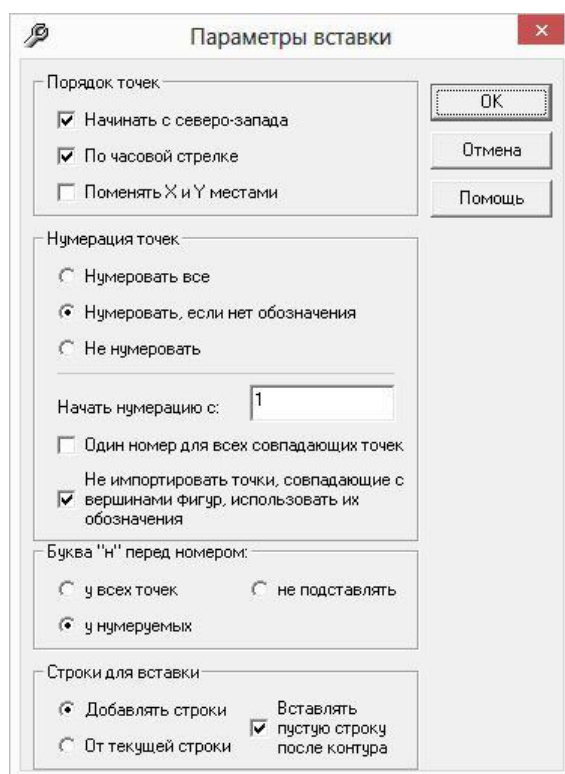 Параметры вставки
Порядок точек
Начинать с северо-запада
По часовой стрелке
Поменять X и Y местами
OK
Отмена
Помощь
Нумерация точек
Нумеровать все
Нумеровать, если нет обозначения
Не нумеровать
Начать нумерацию с:
1
Один номер для всех совпадающих точек
Не импортировать точки, совпадающие с
вершинами фигур, использовать их
обозначения
Буква "н" перед номером:
у всех точек
не подставлять
у нумеруемых
Строки для вставки
Добавлять строки
От текущей строки
Вставлять
пустую строку
после контура